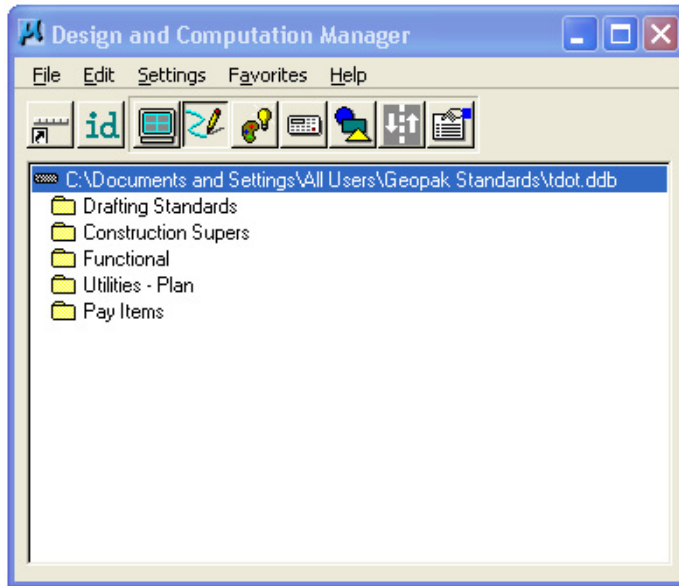 Design and Computation Manager
File Edit Settings Favorites Help
id
C:\Documents and Settings\All Users\Geopak Standards\tdot.ddb
Drafting Standards
Construction Supers
Functional
Utilities - Plan
Pay Items